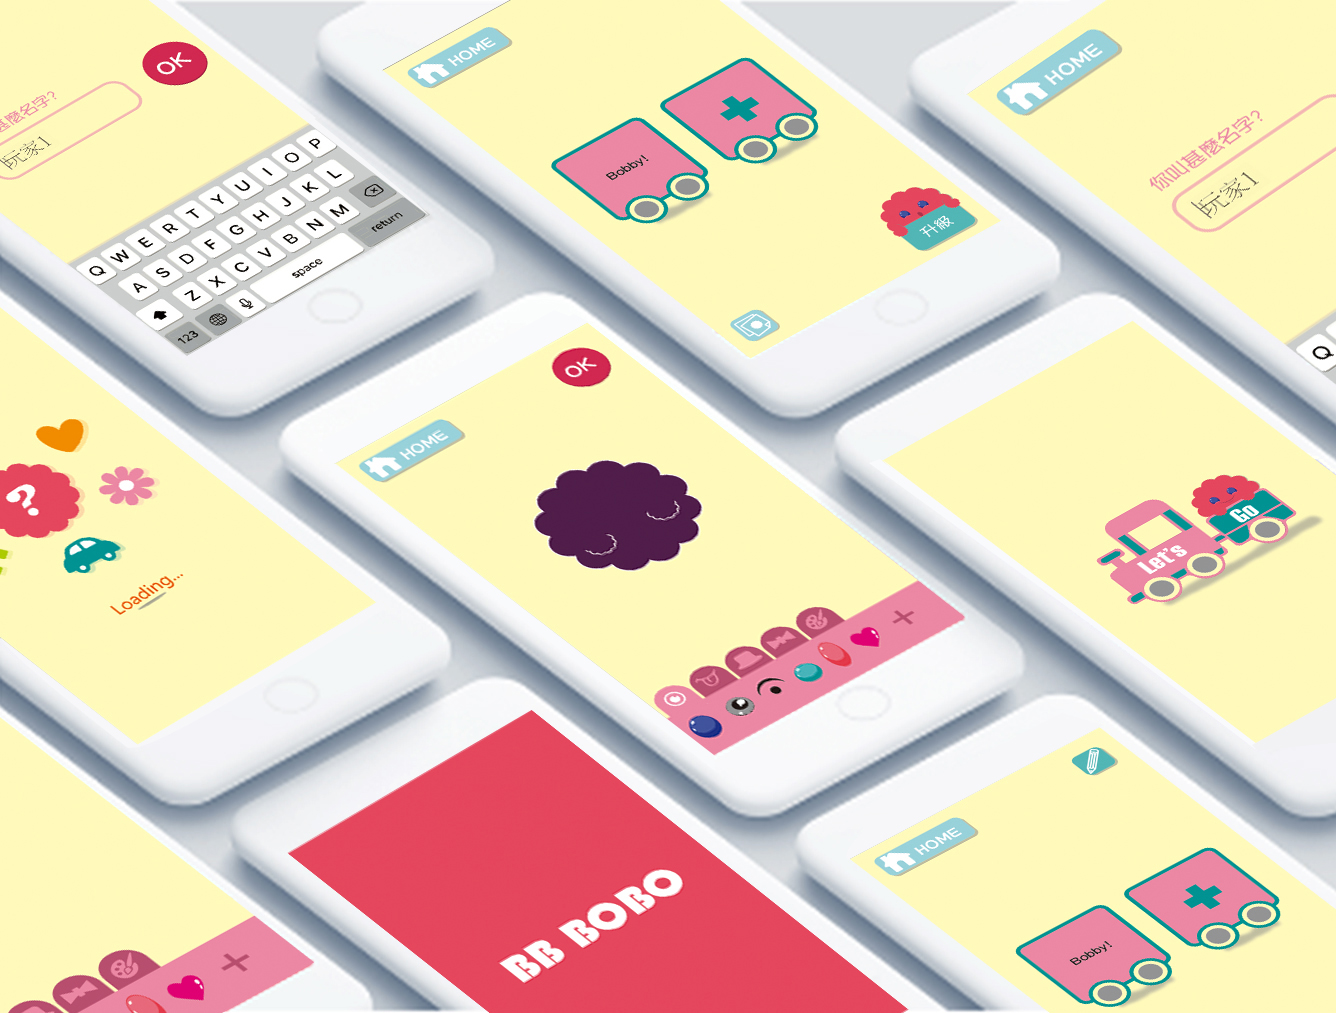 OK
甚麼名字?
玩家1
Q W E R T Y U I O P
A S D F G H J K L
Z X C V B N M
123
space
return
HOME
Bobby!
升級
HOME
你叫甚麼名字?
玩家1
Q
?
Loading...
OK
HOME
Let's
Go
BB BOBO
HOME
Bobby!